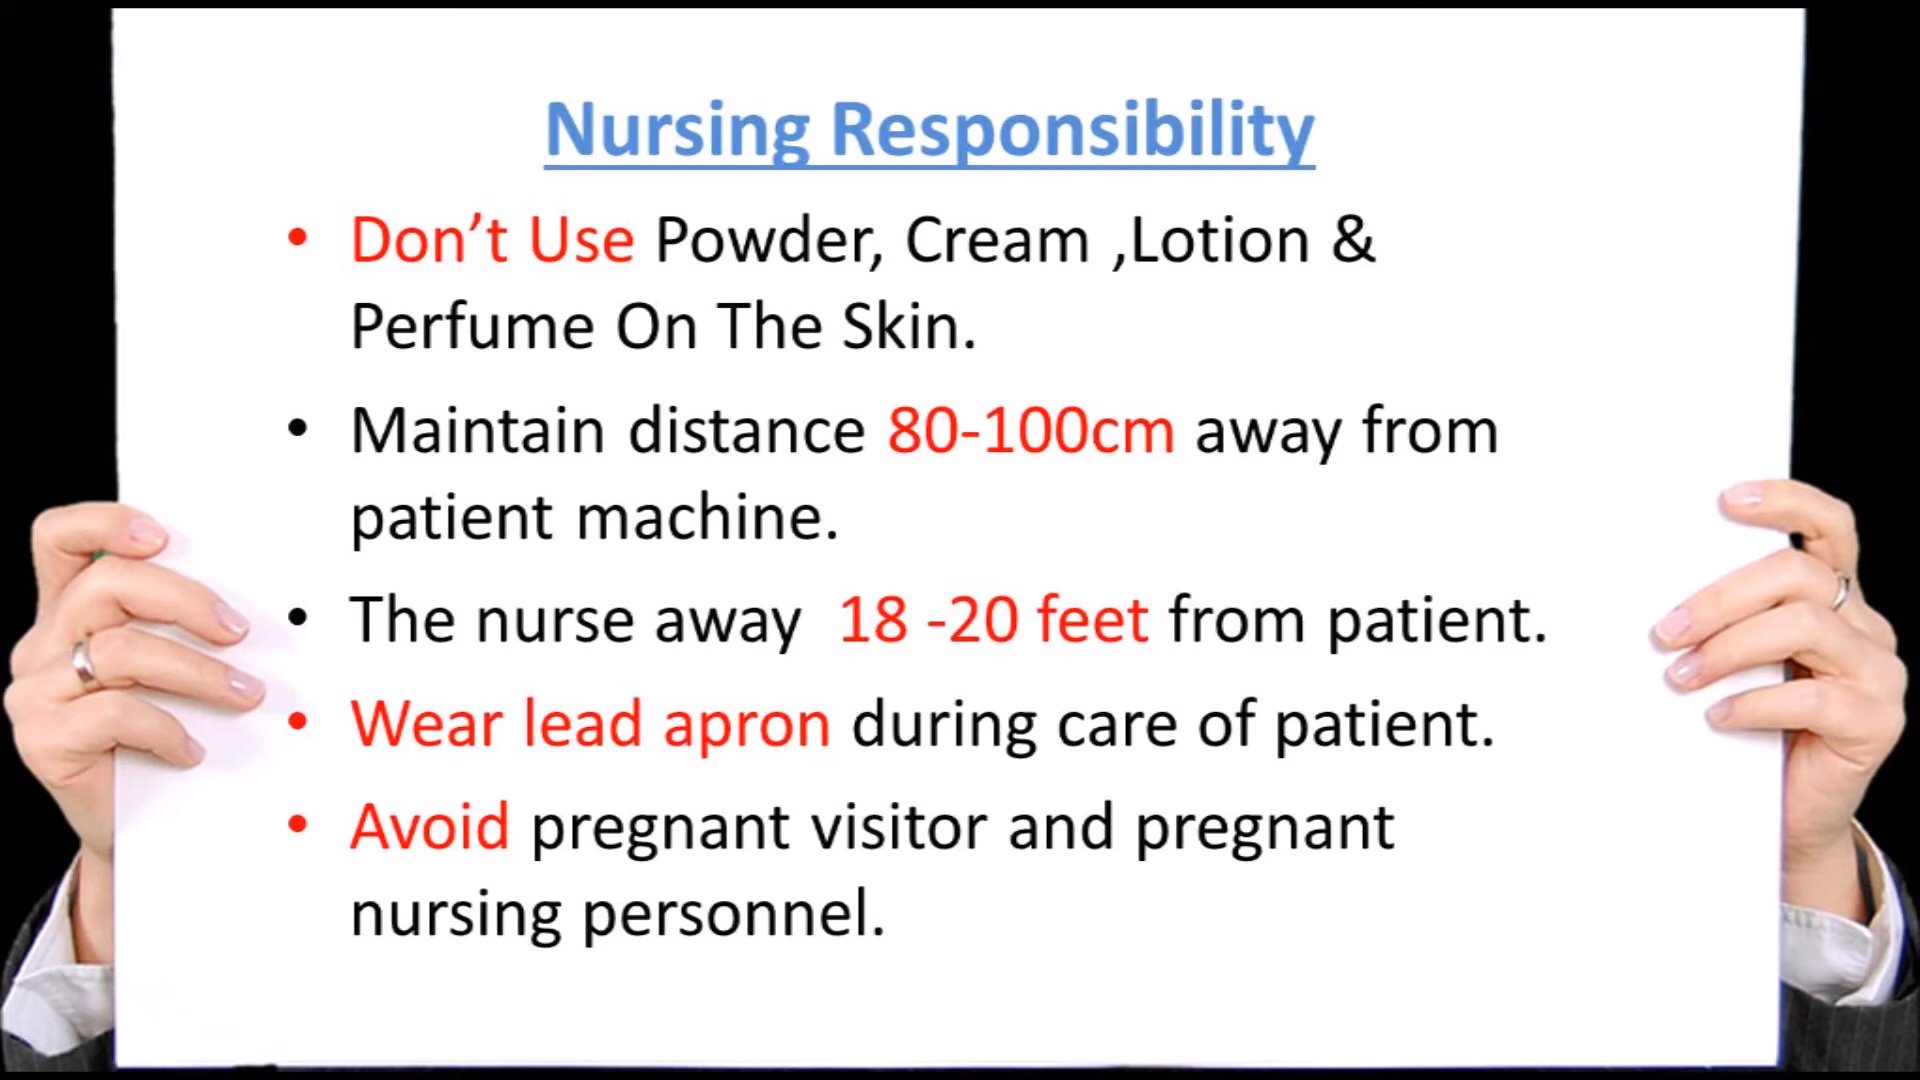 Nursing Responsibility
• Don’t Use Powder, Cream ,Lotion &
Perfume On The Skin.
• Maintain distance 80-100cm away from
patient machine.
• The nurse away 18 -20 feet from patient.
• Wear lead apron during care of patient.
• Avoid pregnant visitor and pregnant
nursing personnel.